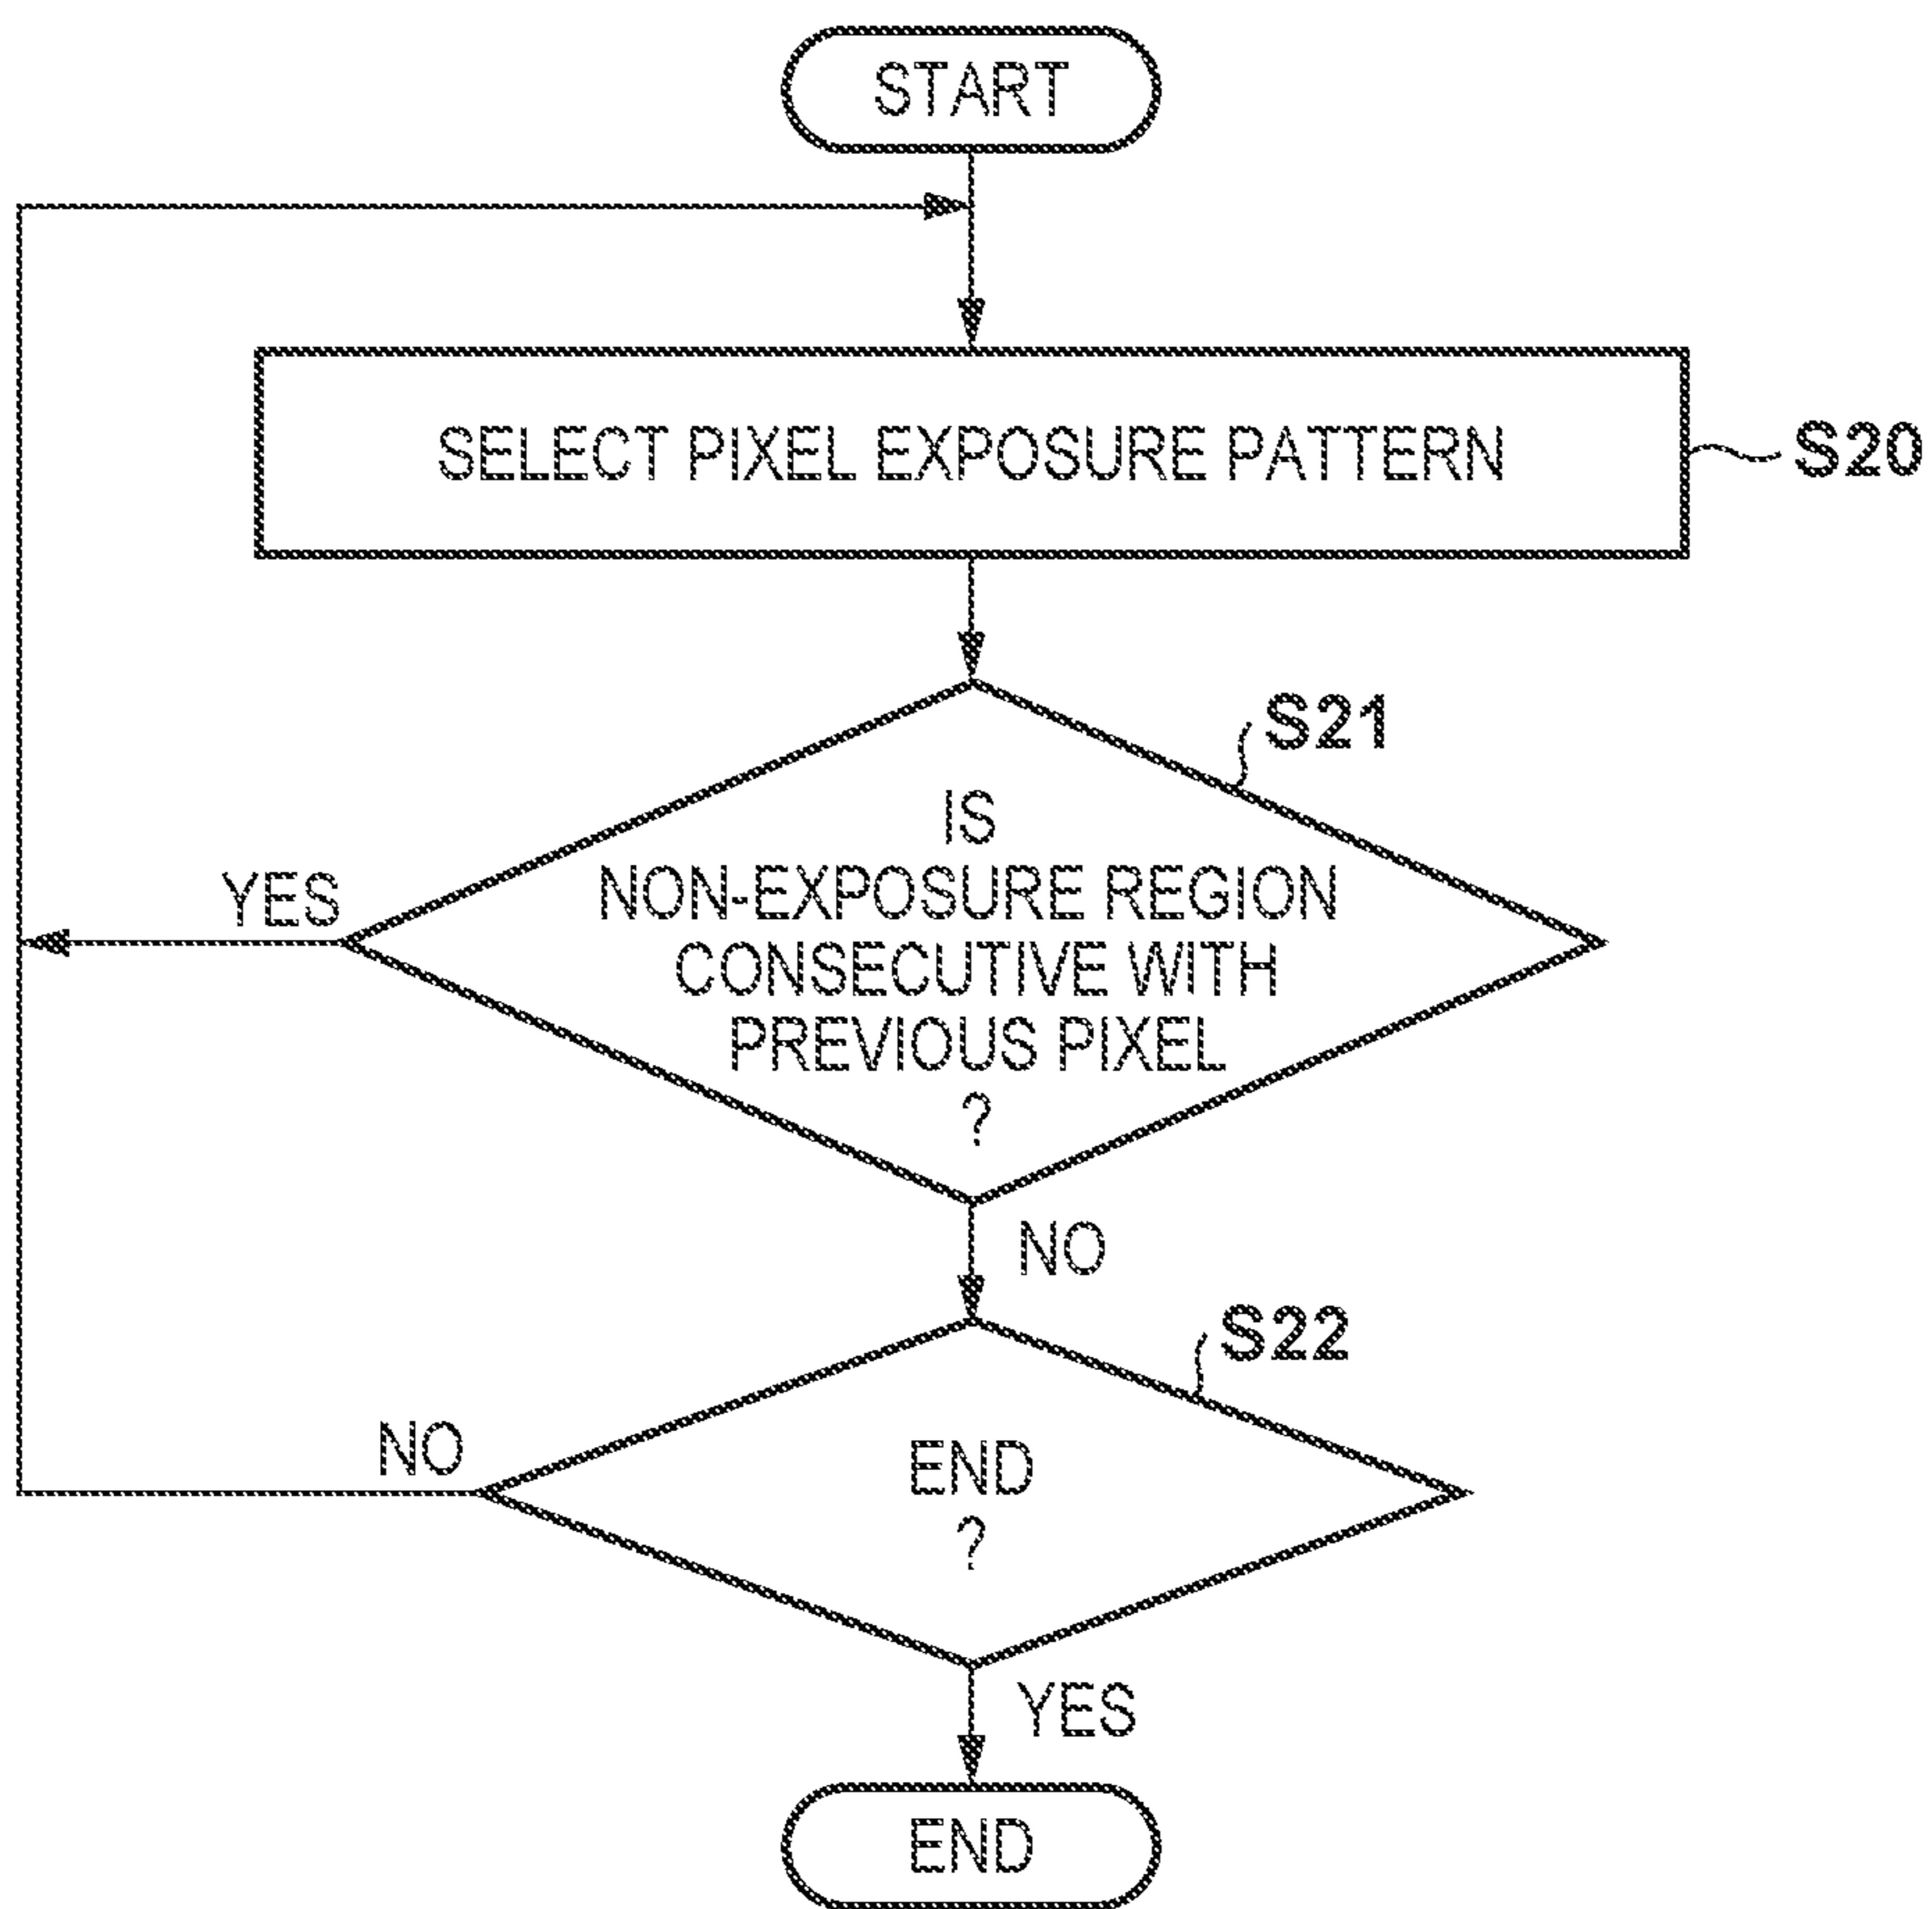 START
SELECT PIXEL EXPOSURE PATTERN
S20
S21
IS
NON-EXPOSURE REGION
CONSECUTIVE WITH
PREVIOUS PIXEL
?
YES
NO
S22
END
?
NO
YES
END